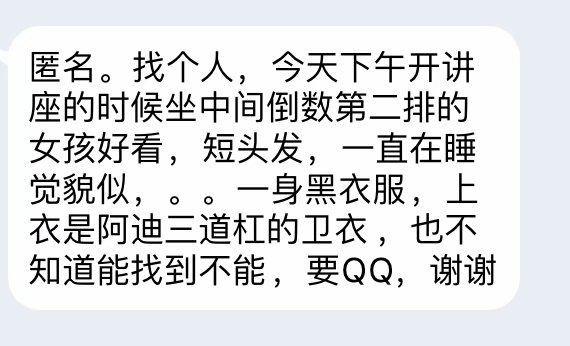 匿名。找个人，今天下午开讲
座的时候坐中间倒数第二排的
女孩好看，短头发，一直在睡
觉貌似，。。一身黑衣服，上
衣是阿迪三道杠的卫衣，也不
知道能找到不能，要QQ，谢谢